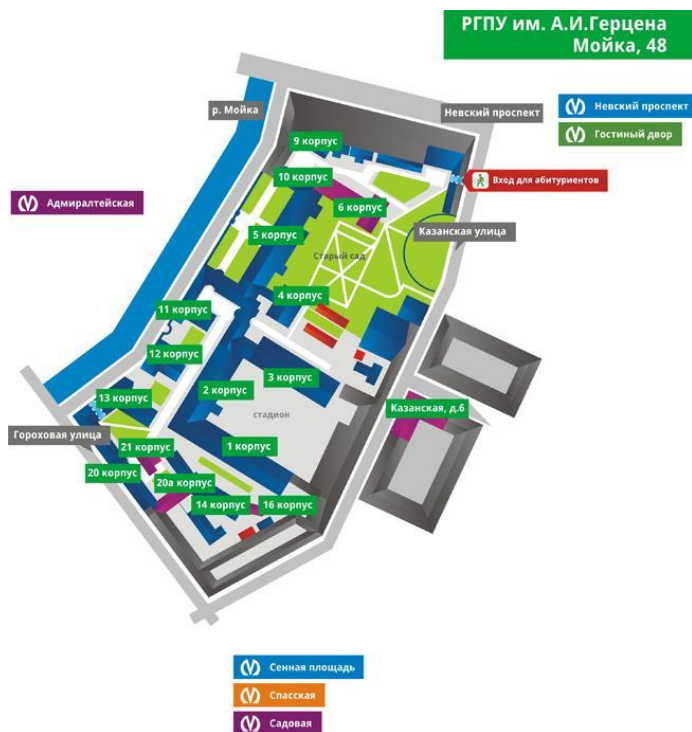 РГПУ им. А.И.Герцена
Мойка, 48
р. Мойка
Невский проспект
Невский проспект
Гостиный двор
9 корпус
10 корпус
Вход для абитуриентов
Адмиралтейская
6 корпус
5 корпус
Казанская улица
Старый сад
4 корпус
11 корпус
12 корпус
3 корпус
2 корпус
13 корпус
Казанская, д.6
стадион
Гороховая улица
21 корпус
1 корпус
20 корпус
20а корпус
14 корпус
16 корпус
Сенная площадь
Спасская
Садовая